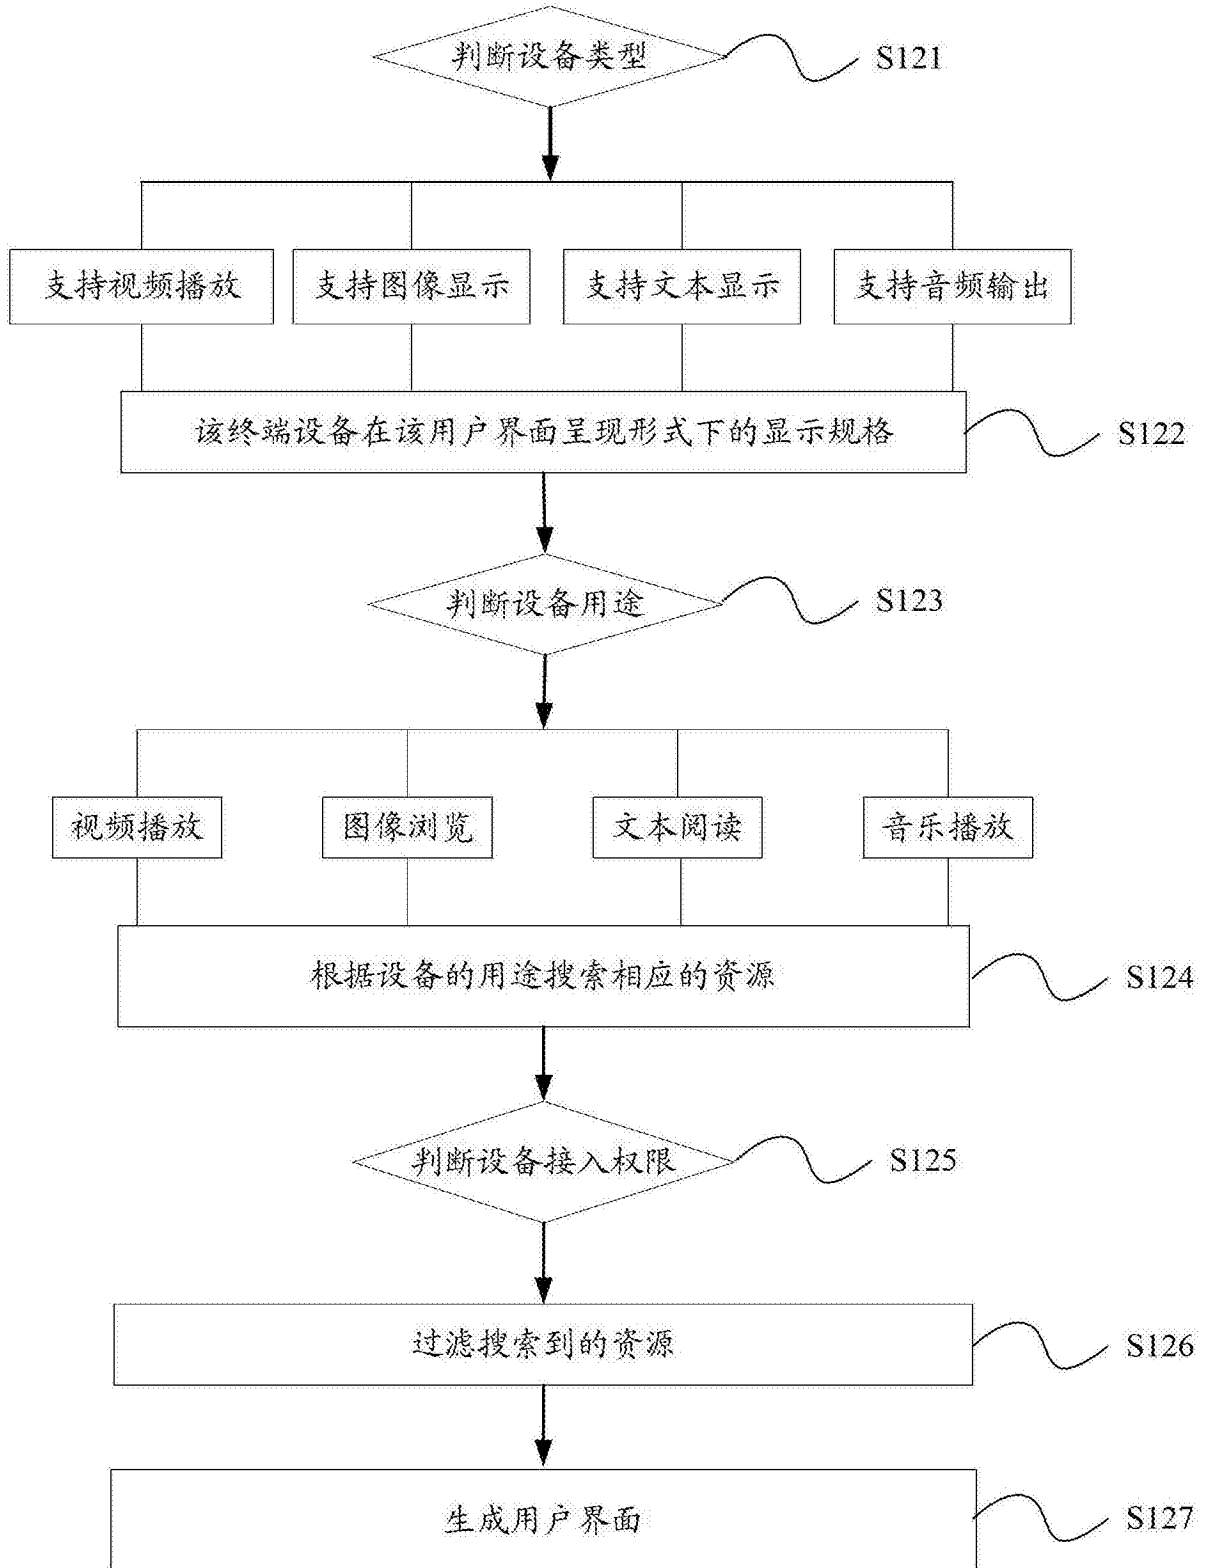 判断设备类型
S121
支持视频播放
支持图像显示
支持文本显示
支持音频输出
该终端设备在该用户界面呈现形式下的显示规格
S122
判断设备用途
S123
视频播放
图像浏览
文本阅读
音乐播放
根据设备的用途搜索相应的资源
S124
判断设备接入权限
S125
过滤搜索到的资源
S126
生成用户界面
S127